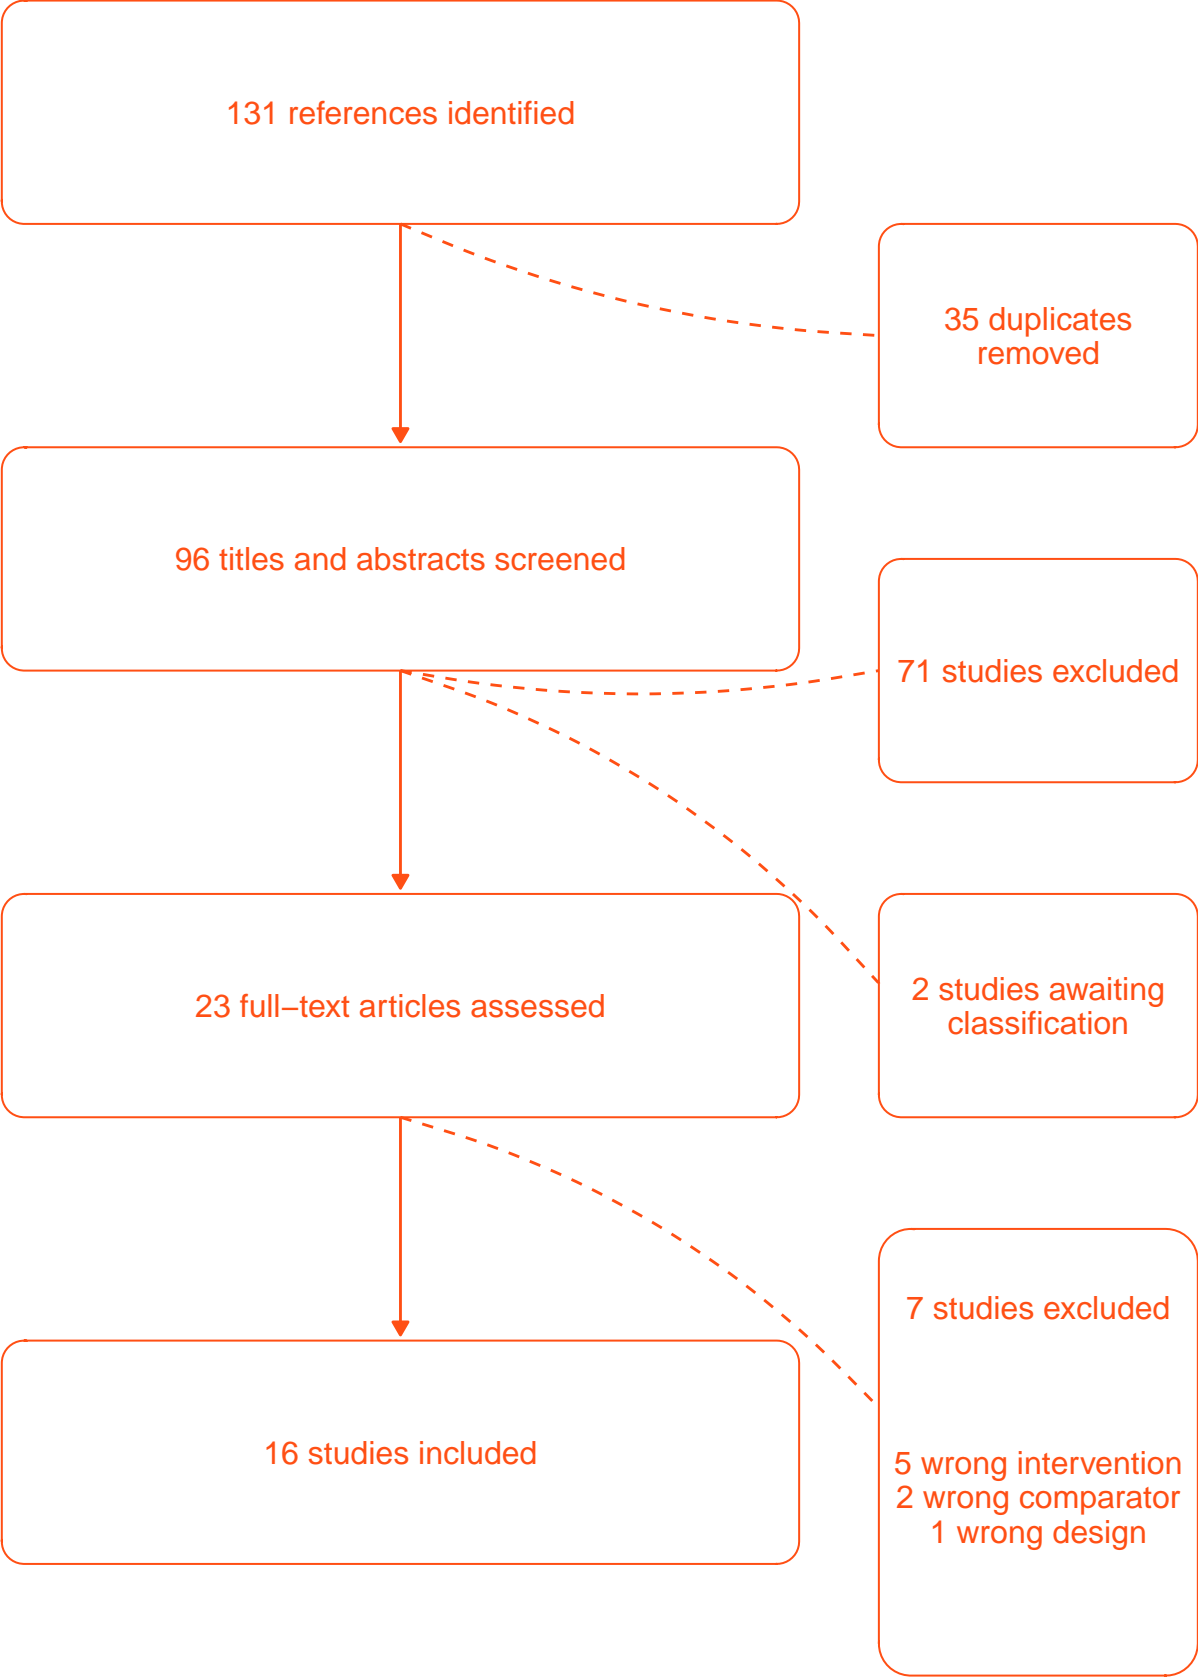 131 references identified
35 duplicates
removed
96 titles and abstracts screened
71 studies excluded
2 studies awaiting
classification
23 full−text articles assessed
7 studies excluded
5 wrong intervention
2 wrong comparator
1 wrong design
16 studies included